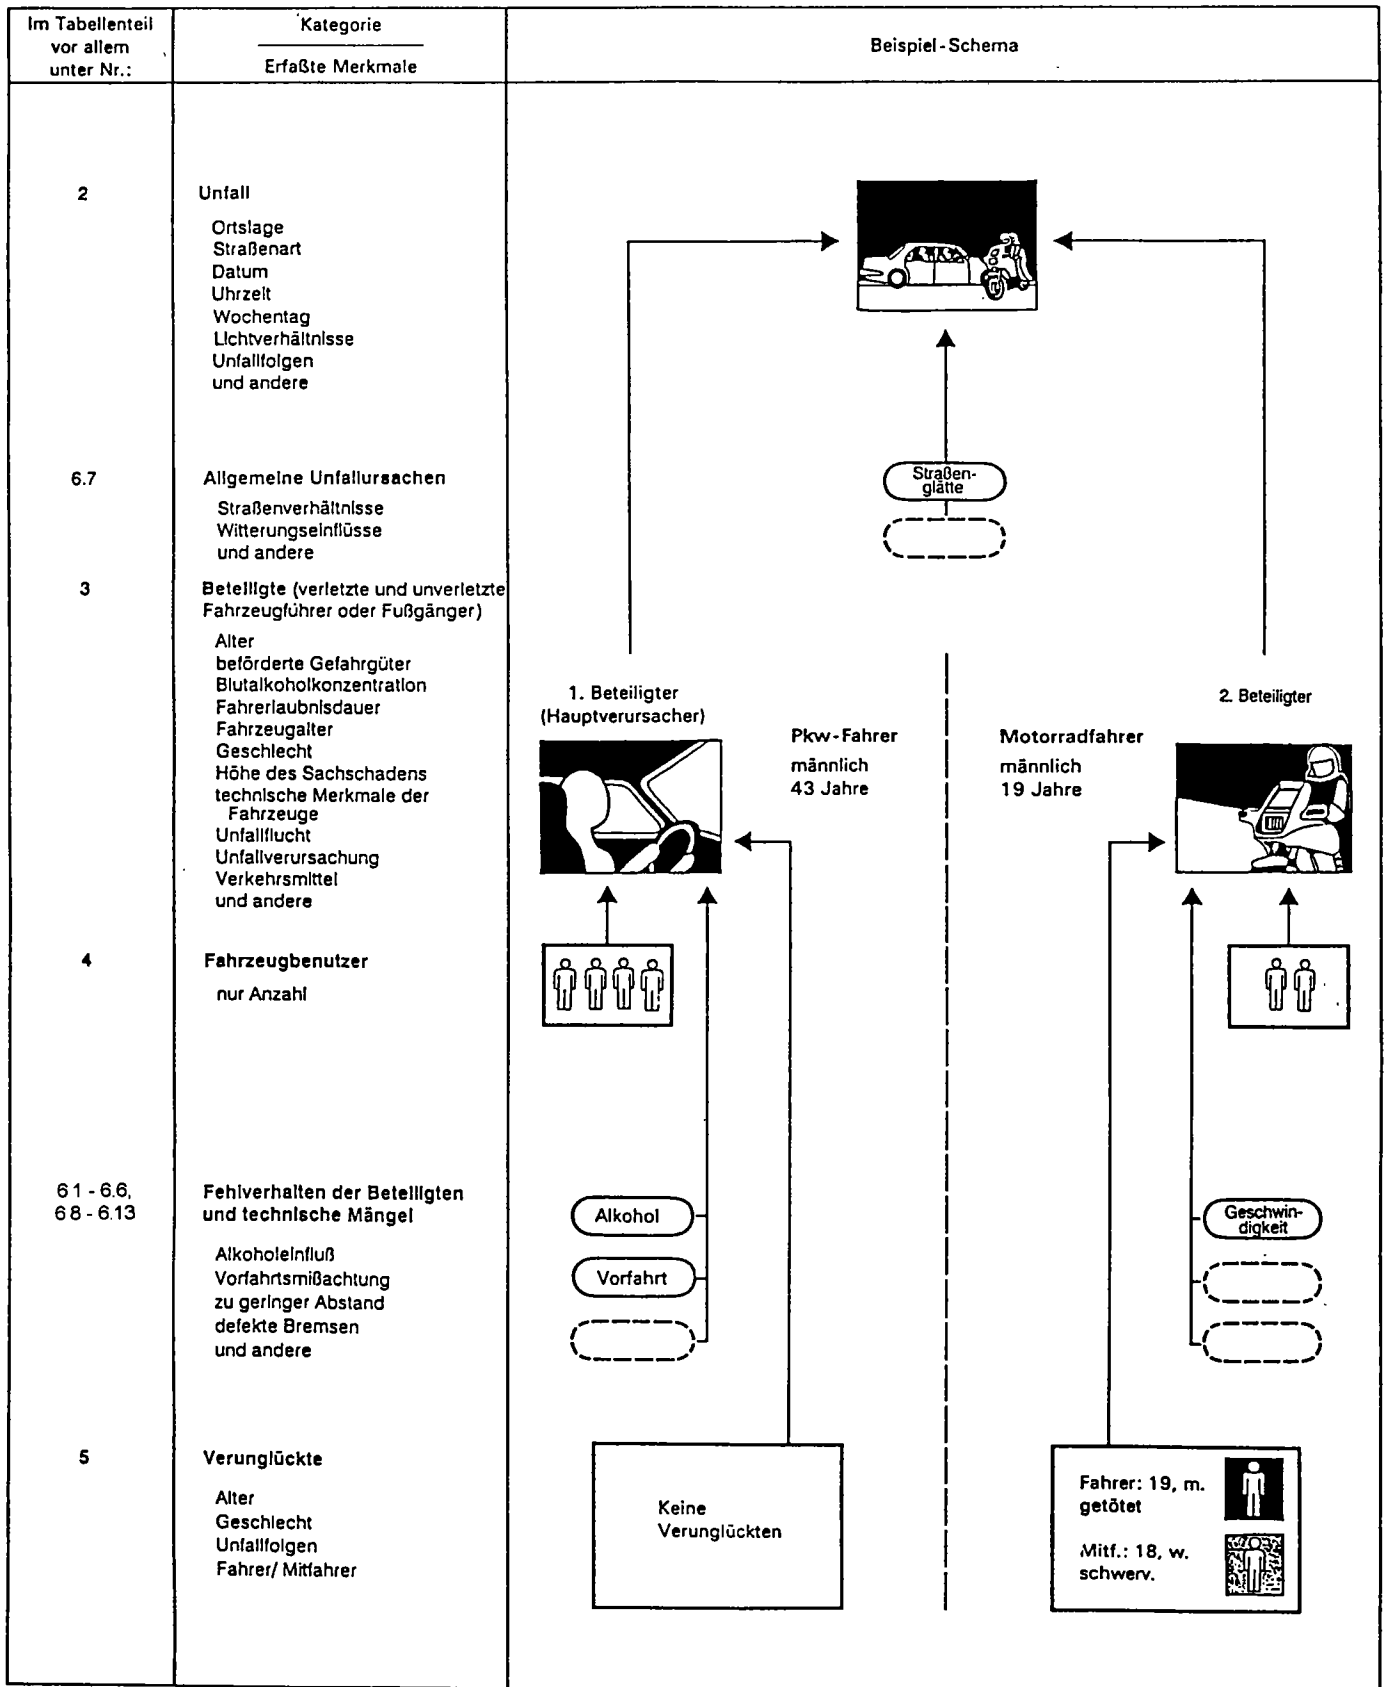 Im Tabellenteil
vor allem
unter Nr.:
Kategorie
Erfaßte Merkmale
Beispiel-Schema
2
Unfall
Ortslage
Straßenart
Datum
Uhrzeit
Wochentag
Lichtverhältnisse
Unfallfolgen
und andere
6.7
Allgemeine Unfallursachen
Straßenverhältnisse
Witterungseinflüsse
und andere
Straßen-
glätte
3
Beteiligte (verletzte und unverletzte
Fahrzeugführer oder Fußgänger)
Alter
beförderte Gefahrgüter
Blutalkoholkonzentration
Fahrerlaubnisdauer
Fahrzeugalter
Geschlecht
Höhe des Sachschadens
technische Merkmale der
Fahrzeuge
Unfallflucht
Unfallverursachung
Verkehrsmittel
und andere
1. Beteiligter
(Hauptverursacher)
Pkw-Fahrer
männlich
43 Jahre
Motorradfahrer
männlich
19 Jahre
2. Beteiligter
4
Fahrzeugbenutzer
nur Anzahl
6 1 - 6.6,
6 8 - 6.13
Fehlverhalten der Beteiligten
und technische Mängel
Alkoholeinfluß
Vorfahrtsmißachtung
zu geringer Abstand
defekte Bremsen
und andere
Alkohol
Vorfahrt
Geschwin-
digkeit
5
Verunglückte
Alter
Geschlecht
Unfallfolgen
Fahrer/ Mitfahrer
Keine
Verunglückten
Fahrer: 19, m.
getötet
Mitf.: 18, w.
schwerv.